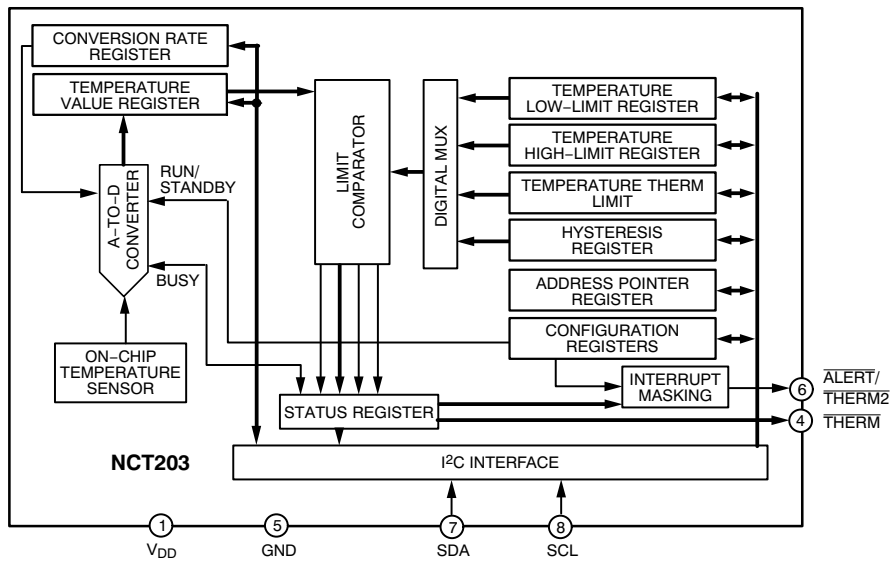 CONVERSION RATE
REGISTER
TEMPERATURE
VALUE REGISTER
A−TO−D
CONVERTER
RUN/
STANDBY
BUSY
ON−CHIP
TEMPERATURE
SENSOR
LIMIT
COMPARATOR
DIGITAL MUX
TEMPERATURE
LOW−LIMIT REGISTER
TEMPERATURE
HIGH−LIMIT REGISTER
TEMPERATURE THERM
LIMIT
HYSTERESIS
REGISTER
ADDRESS POINTER
REGISTER
CONFIGURATION
REGISTERS
INTERRUPT
MASKING
STATUS REGISTER
6
ALERT/
THERM2
4
THERM
NCT203
I²C INTERFACE
1
5
7
8
VDD
GND
SDA
SCL